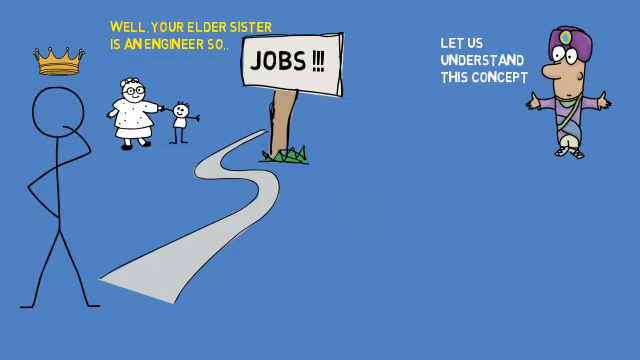 WELL, YOUR ELDER SISTER
IS AN ENGINEER SO..
JOBS !!!
LET US
UNDERSTAND
THIS CONCEPT